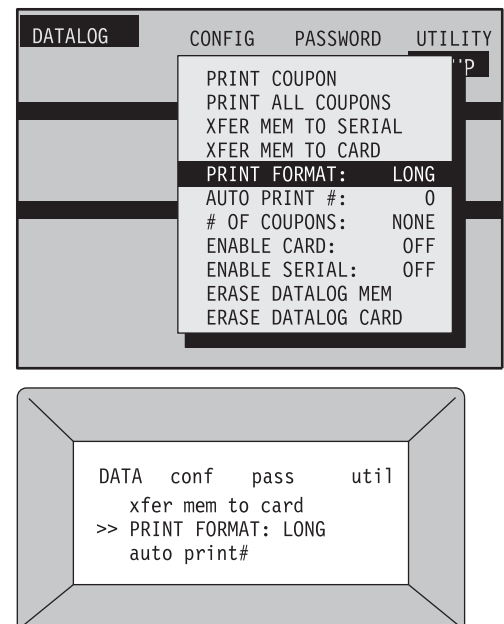 DATALOG CONFIG PASSWORD UTILITY
PRINT COUPON
PRINT ALL COUPONS
XFER MEM TO SERIAL
XFER MEM TO CARD
PRINT FORMAT: LONG
AUTO PRINT #: 0
# OF COUPONS: NONE
ENABLE CARD: OFF
ENABLE SERIAL: OFF
ERASE DATALOG MEM
ERASE DATALOG CARD
DATA conf pass util
xfer mem to card
>> PRINT FORMAT: LONG
auto print#